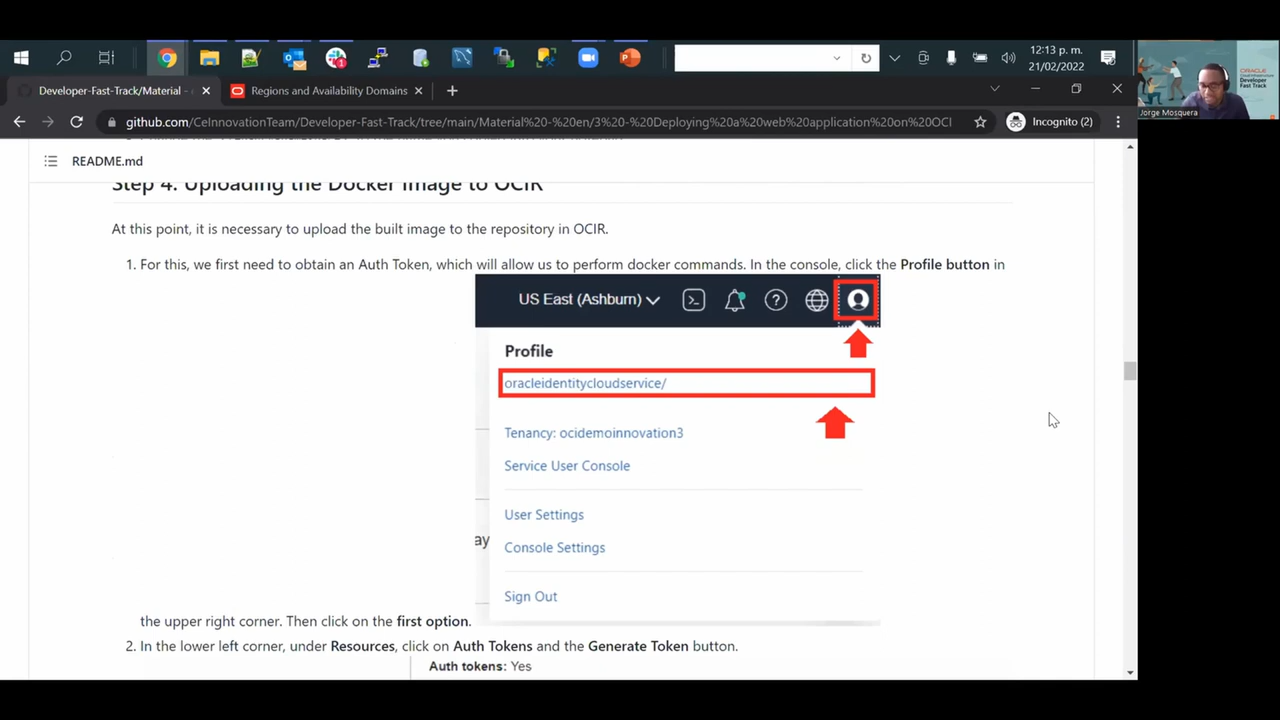 12:13 p.m.
21/02/2022
ORACLE
Cloud Infrastructure
Developer
Fast Track
Jorge Mosquera
Developer-Fast-Track/Material -
Regions and Availability Domains
github.com/CeInnovationTeam/Developer-Fast-Track/tree/main/Material%20-%20en/3%20-%20Deploying%20a%20web%20application%20on%20OCI
Incognito (2)
README.md
Step 4. Uploading the Docker Image to OCIR
At this point, it is necessary to upload the built image to the repository in OCIR.
1. For this, we first need to obtain an Auth Token, which will allow us to perform docker commands. In the console, click the Profile button in
US East (Ashburn)
Profile
oracleidentitycloudservice/
Tenancy: ocidemoinnovation3
Service User Console
User Settings
ay
Console Settings
Sign Out
the upper right corner. Then click on the first option.
2. In the lower left corner, under Resources, click on Auth Tokens and the Generate Token button.
Auth tokens: Yes